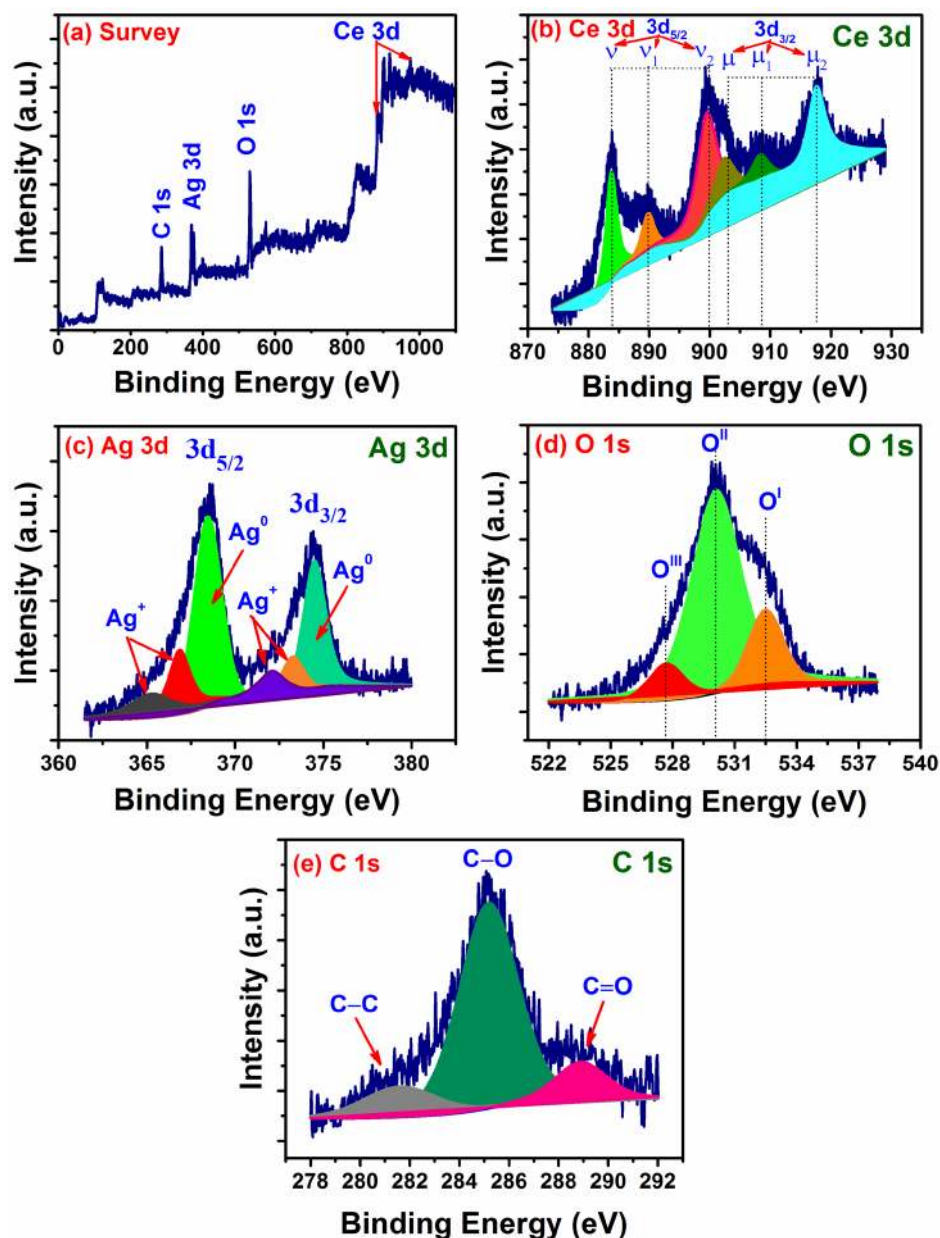 (a) Survey
Ce 3d
C 1s
Ag 3d
O 1s
Intensity (a.u.)
0 200 400 600 800 1000
Binding Energy (eV)
(b) Ce 3d 3d5/2 3d3/2 Ce 3d
ν ν1 ν2 μ μ1 μ2
Intensity (a.u.)
870 880 890 900 910 920 930
Binding Energy (eV)
(c) Ag 3d Ag 3d
3d5/2
3d3/2
Ag⁰
Ag⁰
Ag⁺
Ag⁺
Intensity (a.u.)
360 365 370 375 380
Binding Energy (eV)
(d) O 1s O 1s
Oᴵᴵ
Oᴵ
Oᴵᴵᴵ
Intensity (a.u.)
522 525 528 531 534 537 540
Binding Energy (eV)
(e) C 1s C 1s
C–O
C–C
C=O
Intensity (a.u.)
278 280 282 284 286 288 290 292
Binding Energy (eV)